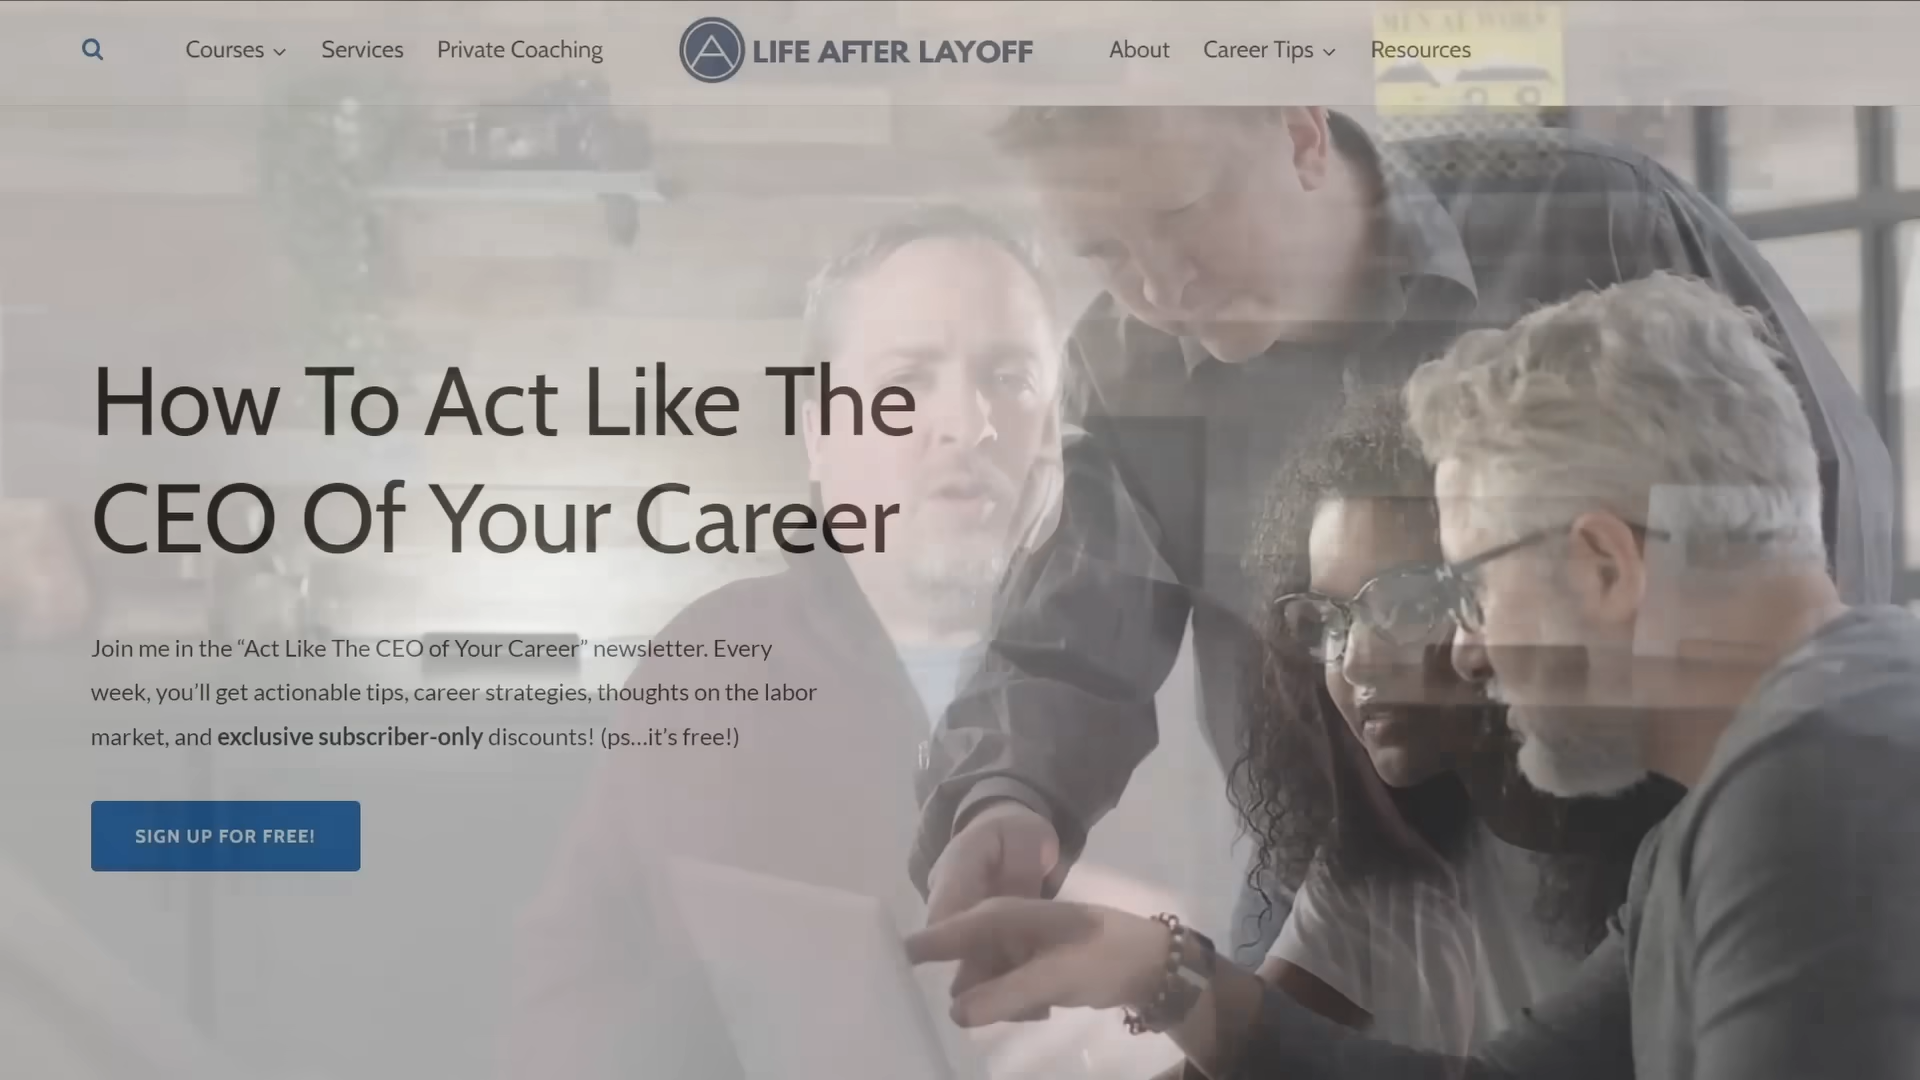 Courses
Services
Private Coaching
LIFE AFTER LAYOFF
About
Career Tips
Resources
MEN AT WORK
How To Act Like The
CEO Of Your Career
Join me in the “Act Like The CEO of Your Career” newsletter. Every
week, you’ll get actionable tips, career strategies, thoughts on the labor
market, and exclusive subscriber-only discounts! (ps...it’s free!)
SIGN UP FOR FREE!